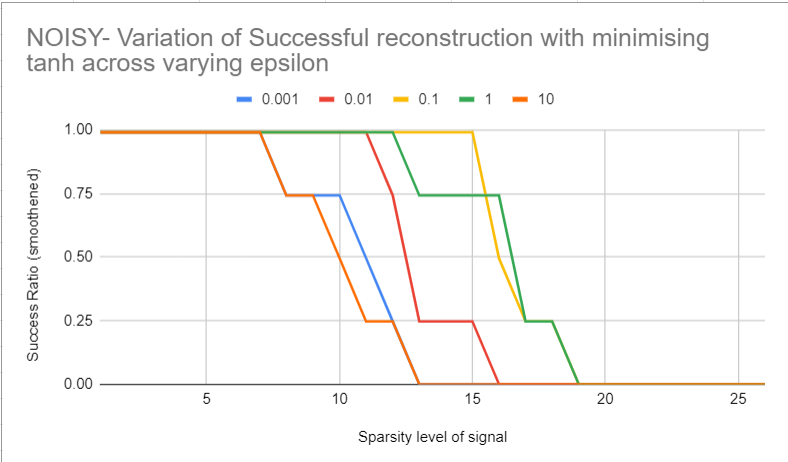 NOISY- Variation of Successful reconstruction with minimising
tanh across varying epsilon
0.001 0.01 0.1 1 10
1.00
0.75
0.50
0.25
0.00
Success Ratio (smoothened)
5 10 15 20 25
Sparsity level of signal